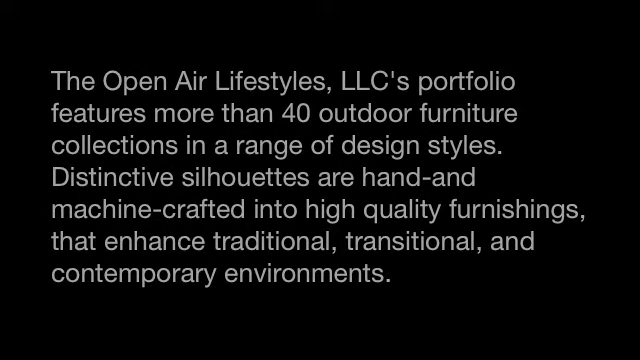 The Open Air Lifestyles, LLC's portfolio
features more than 40 outdoor furniture
collections in a range of design styles.
Distinctive silhouettes are hand-and
machine-crafted into high quality furnishings,
that enhance traditional, transitional, and
contemporary environments.